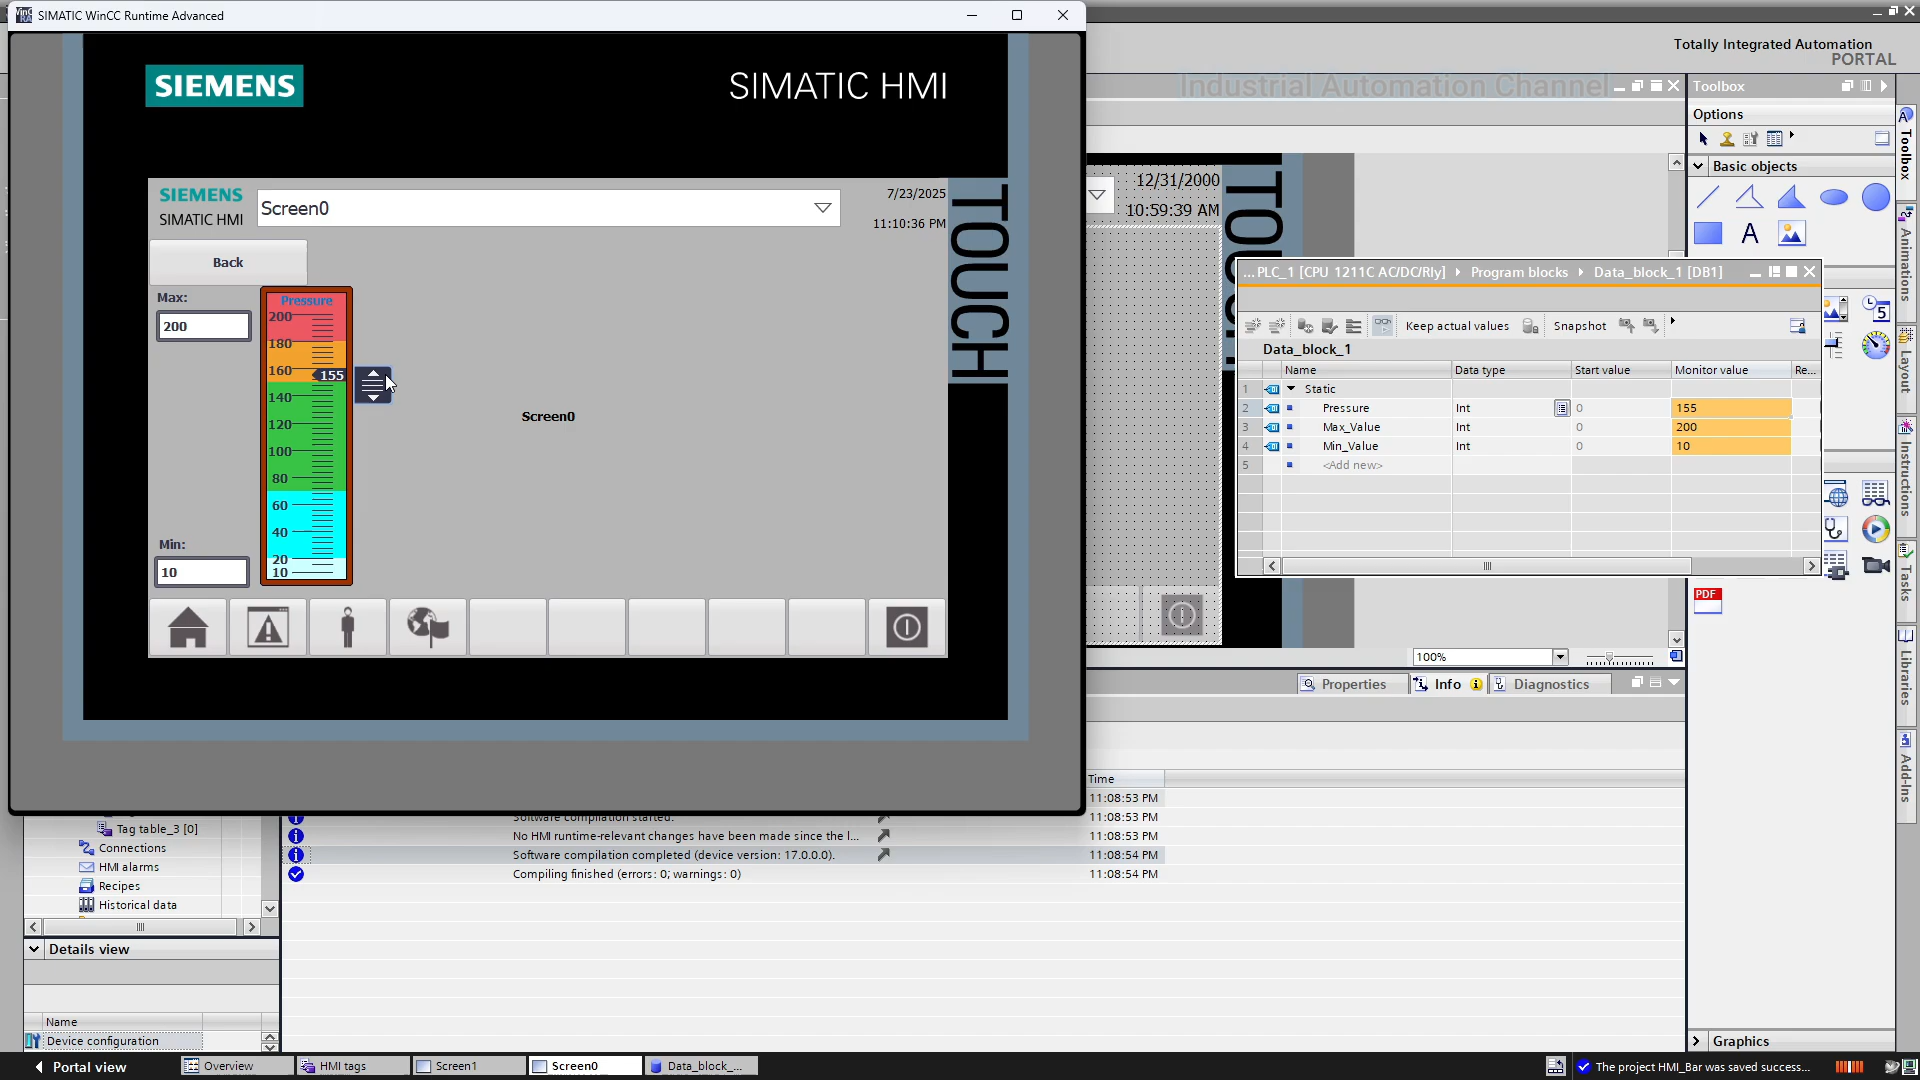 SIMATIC WinCC Runtime Advanced
Totally Integrated Automation
PORTAL
SIEMENS
SIMATIC HMI
Industrial Automation Channel
Toolbox
Options
Basic objects
SIEMENS
SIMATIC HMI
Screen0
7/23/2025
11:10:36 PM
TOUCH
12/31/2000
10:59:39 AM
Back
Max:
200
Pressure
200
180
160
155
140
120
100
80
60
40
20
10
Min:
10
Screen0
...PLC_1 [CPU 1211C AC/DC/Rly] Program blocks Data_block_1 [DB1]
Keep actual values Snapshot
Data_block_1
Name Data type Start value Monitor value Re...
1 Static
2 Pressure Int 0 155
3 Max_Value Int 0 200
4 Min_Value Int 0 10
5 <Add new>
PDF
100%
Properties Info Diagnostics
Time
11:08:53 PM
Software compilation started. 11:08:53 PM
No HMI runtime-relevant changes have been made since the l... 11:08:53 PM
Software compilation completed (device version: 17.0.0.0). 11:08:54 PM
Compiling finished (errors: 0; warnings: 0) 11:08:54 PM
Tag table_3 [0]
Connections
HMI alarms
Recipes
Historical data
Details view
Name
Device configuration
Toolbox
Animations
Layout
Instructions
Tasks
Libraries
Add-Ins
Graphics
Portal view
Overview
HMI tags
Screen1
Screen0
Data_block_...
The project HMI_Bar was saved success...